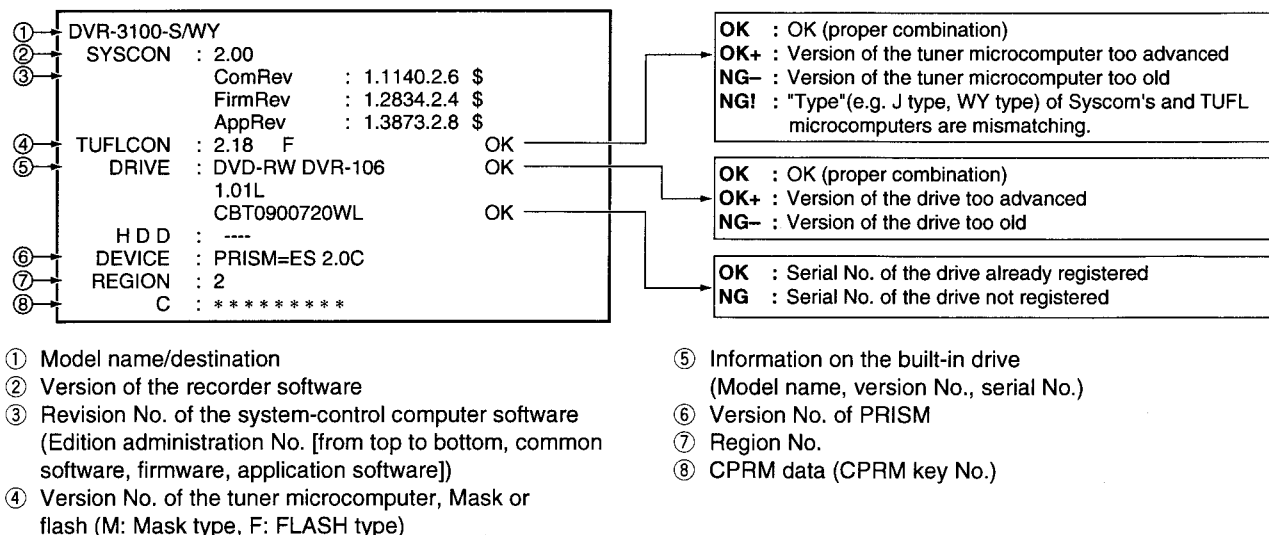 ① DVR-3100-S/WY
② SYSCON : 2.00
③ ComRev : 1.1140.2.6 $
FirmRev : 1.2834.2.4 $
AppRev : 1.3873.2.8 $
④ TUFLCON : 2.18 F OK
⑤ DRIVE : DVD-RW DVR-106 OK
1.01L
CBT0900720WL OK
HDD : ----
⑥ DEVICE : PRISM=ES 2.0C
⑦ REGION : 2
⑧ C : * * * * * * * * *
OK : OK (proper combination)
OK+ : Version of the tuner microcomputer too advanced
NG– : Version of the tuner microcomputer too old
NG! : "Type"(e.g. J type, WY type) of Syscom's and TUFL
microcomputers are mismatching.
OK : OK (proper combination)
OK+ : Version of the drive too advanced
NG– : Version of the drive too old
OK : Serial No. of the drive already registered
NG : Serial No. of the drive not registered
① Model name/destination
② Version of the recorder software
③ Revision No. of the system-control computer software
(Edition administration No. [from top to bottom, common
software, firmware, application software])
④ Version No. of the tuner microcomputer, Mask or
flash (M: Mask type, F: FLASH type)
⑤ Information on the built-in drive
(Model name, version No., serial No.)
⑥ Version No. of PRISM
⑦ Region No.
⑧ CPRM data (CPRM key No.)